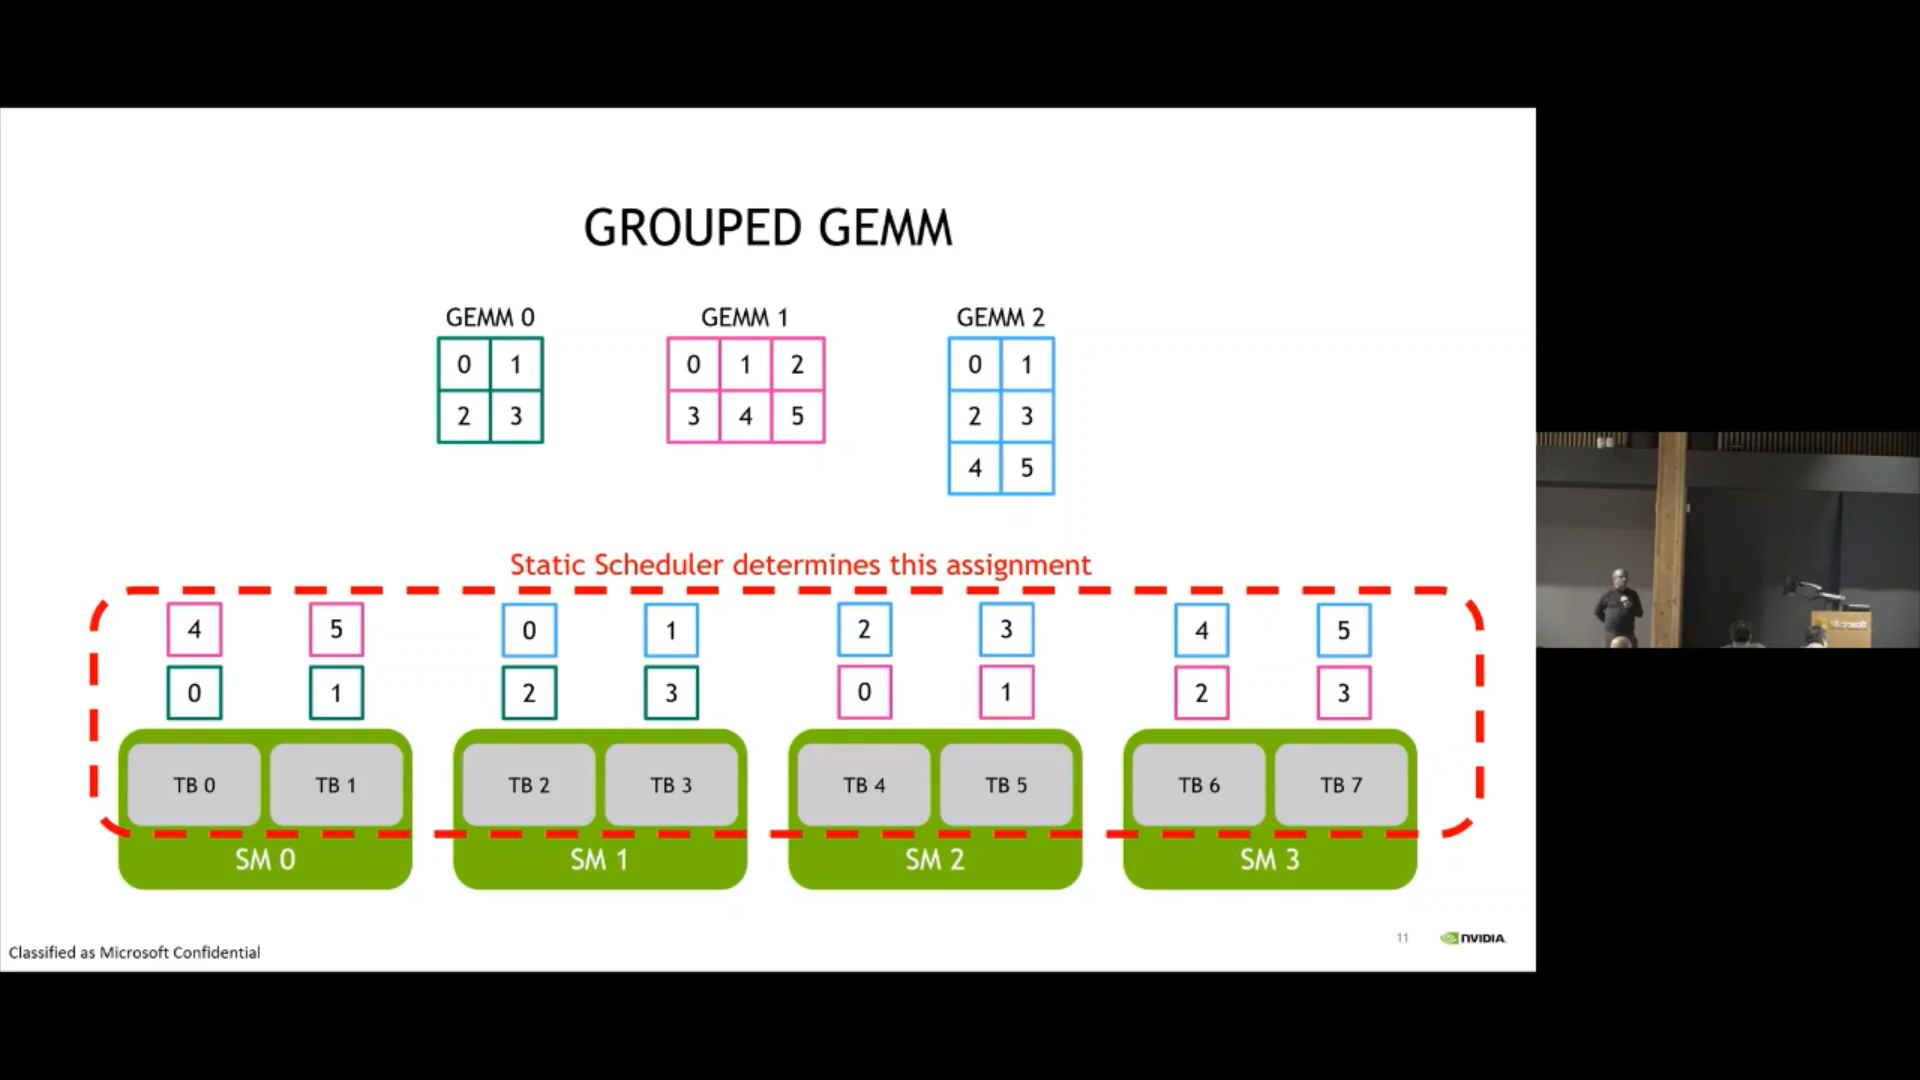 GROUPED GEMM
GEMM 0 GEMM 1 GEMM 2
0 1 0 1 2 0 1
2 3 3 4 5 2 3
4 5
Static Scheduler determines this assignment
4 5 0 1 2 3 4 5
0 1 2 3 0 1 2 3
TB 0 TB 1 TB 2 TB 3 TB 4 TB 5 TB 6 TB 7
SM 0 SM 1 SM 2 SM 3
11 NVIDIA
Classified as Microsoft Confidential
Microsoft